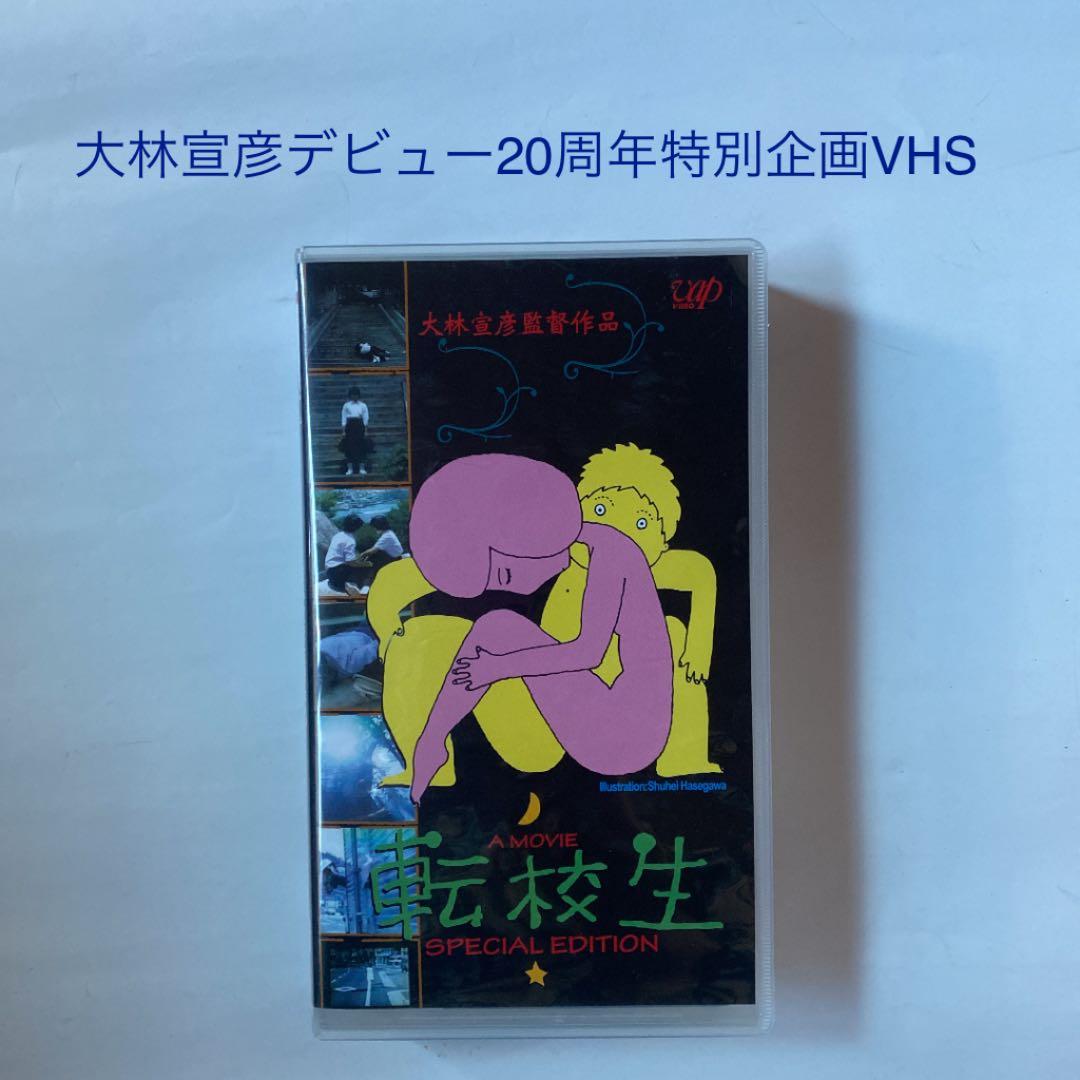 大林宣彦デビュー20周年特別企画VHS
vap
VIDEO
大林宣彦監督作品
Illustration:Shuhei Hasegawa
A MOVIE
転校生
SPECIAL EDITION